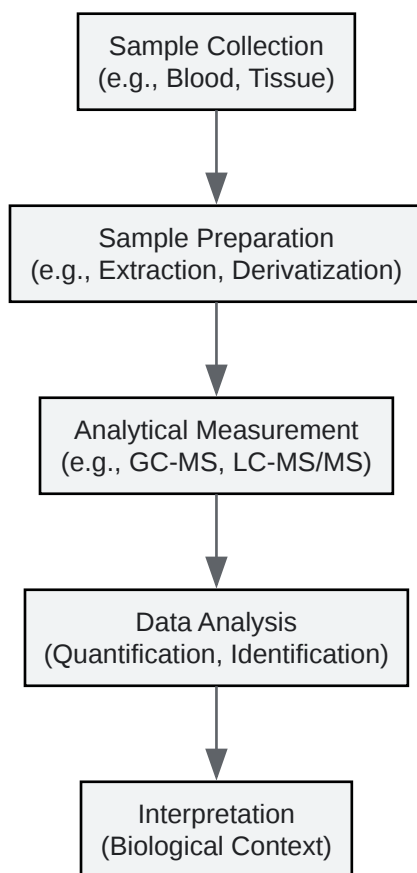 Sample Collection
(e.g., Blood, Tissue)
Sample Preparation
(e.g., Extraction, Derivatization)
Analytical Measurement
(e.g., GC-MS, LC-MS/MS)
Data Analysis
(Quantification, Identification)
Interpretation
(Biological Context)